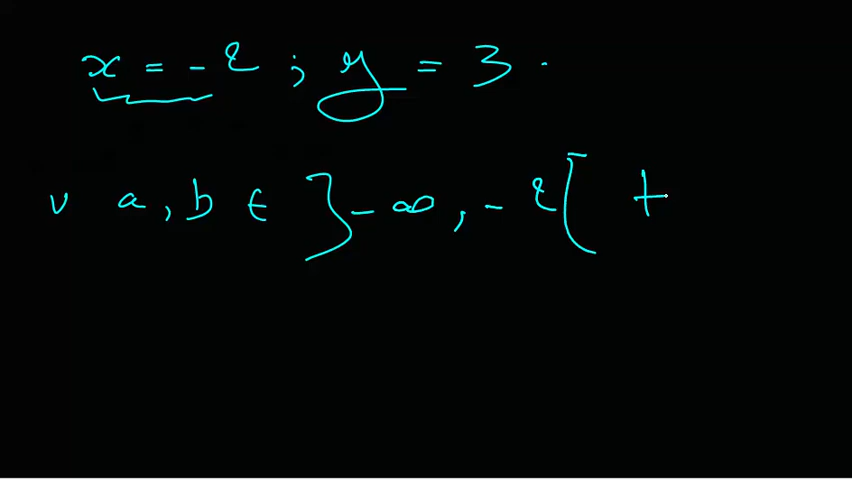 x = -2 ; y = 3 .
∀ a, b ∈ ]-∞, -2[ t